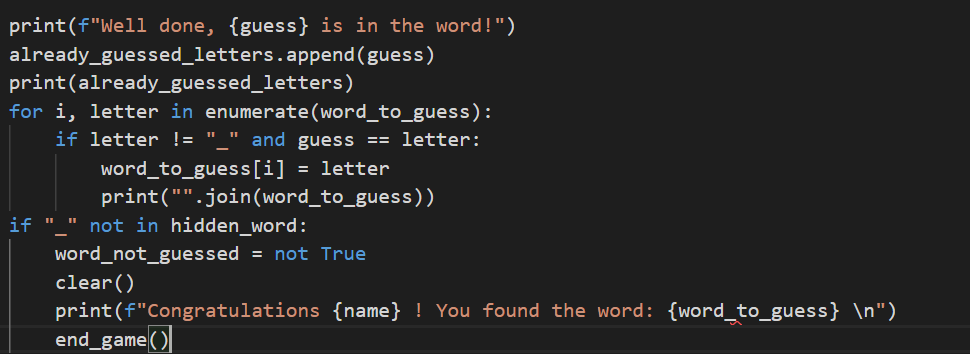 print(f"Well done, {guess} is in the word!")
already_guessed_letters.append(guess)
print(already_guessed_letters)
for i, letter in enumerate(word_to_guess):
    if letter != "_" and guess == letter:
        word_to_guess[i] = letter
        print("".join(word_to_guess))
if "_" not in hidden_word:
    word_not_guessed = not True
    clear()
    print(f"Congratulations {name} ! You found the word: {word_to_guess} \n")
    end_game()